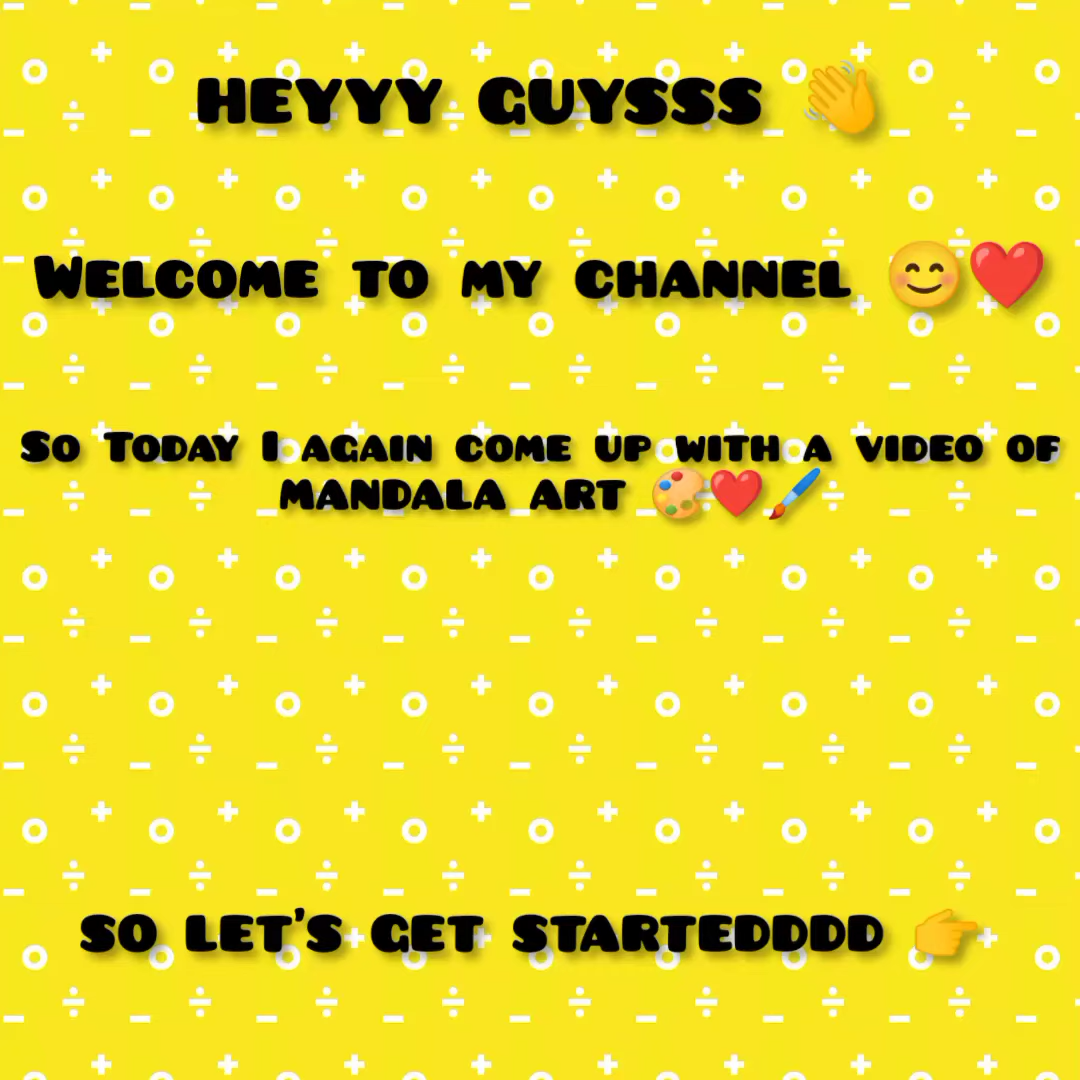 HEYYY GUYSSS 👋
WELCOME TO MY CHANNEL 😊❤️
SO TODAY I AGAIN COME UP WITH A VIDEO OF
MANDALA ART 🎨❤️🖌️
SO LET'S GET STARTEDDDD 👉